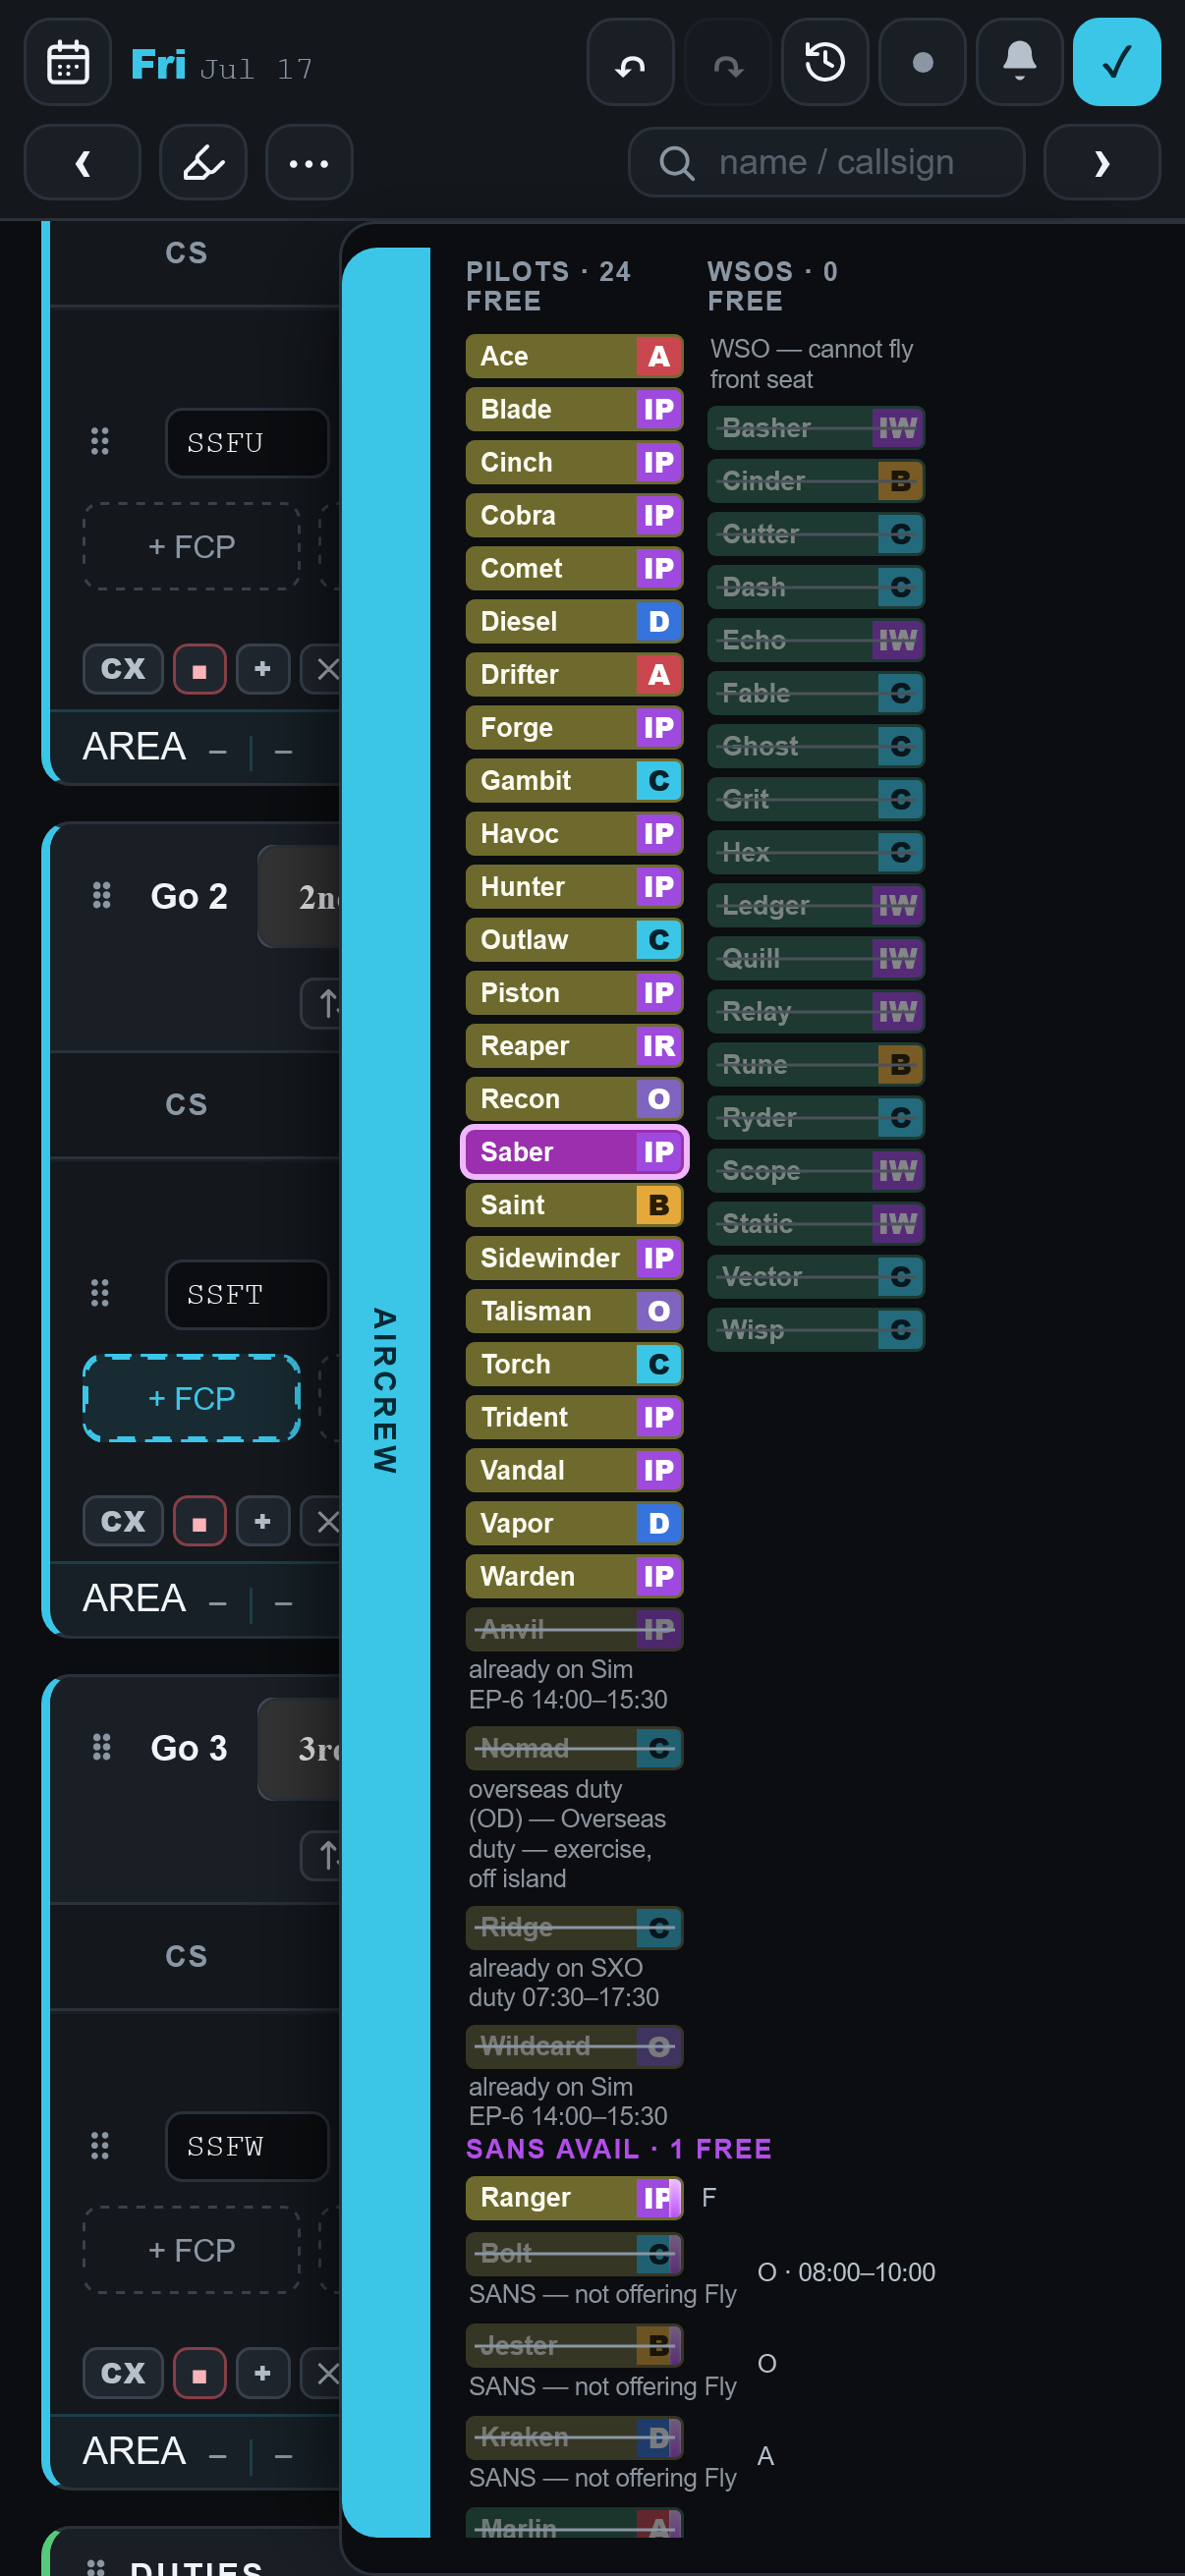 Fri Jul 17
name / callsign
CS
SSFU
+ FCP
CX
+
AREA – | –
Go 2
CS
SSFT
+ FCP
CX
+
AREA – | –
Go 3
CS
SSFW
+ FCP
CX
+
AREA – | –
DUTIES
AIRCREW
PILOTS · 24
FREE
Ace A
Blade IP
Cinch IP
Cobra IP
Comet IP
Diesel D
Drifter A
Forge IP
Gambit C
Havoc IP
Hunter IP
Outlaw C
Piston IP
Reaper IR
Recon O
Saber IP
Saint B
Sidewinder IP
Talisman O
Torch C
Trident IP
Vandal IP
Vapor D
Warden IP
Anvil IP
already on Sim
EP-6 14:00–15:30
Nomad C
overseas duty
(OD) — Overseas
duty — exercise,
off island
Ridge C
already on SXO
duty 07:30–17:30
Wildcard O
already on Sim
EP-6 14:00–15:30
WSOS · 0
FREE
WSO — cannot fly
front seat
Basher IW
Cinder B
Cutter C
Dash C
Echo IW
Fable C
Ghost C
Grit C
Hex C
Ledger IW
Quill IW
Relay IW
Rune B
Ryder C
Scope IW
Static IW
Vector C
Wisp C
SANS AVAIL · 1 FREE
Ranger IP F
Bolt C
SANS — not offering Fly
O · 08:00–10:00
Jester B
SANS — not offering Fly
O
Kraken D
SANS — not offering Fly
A
Marlin A